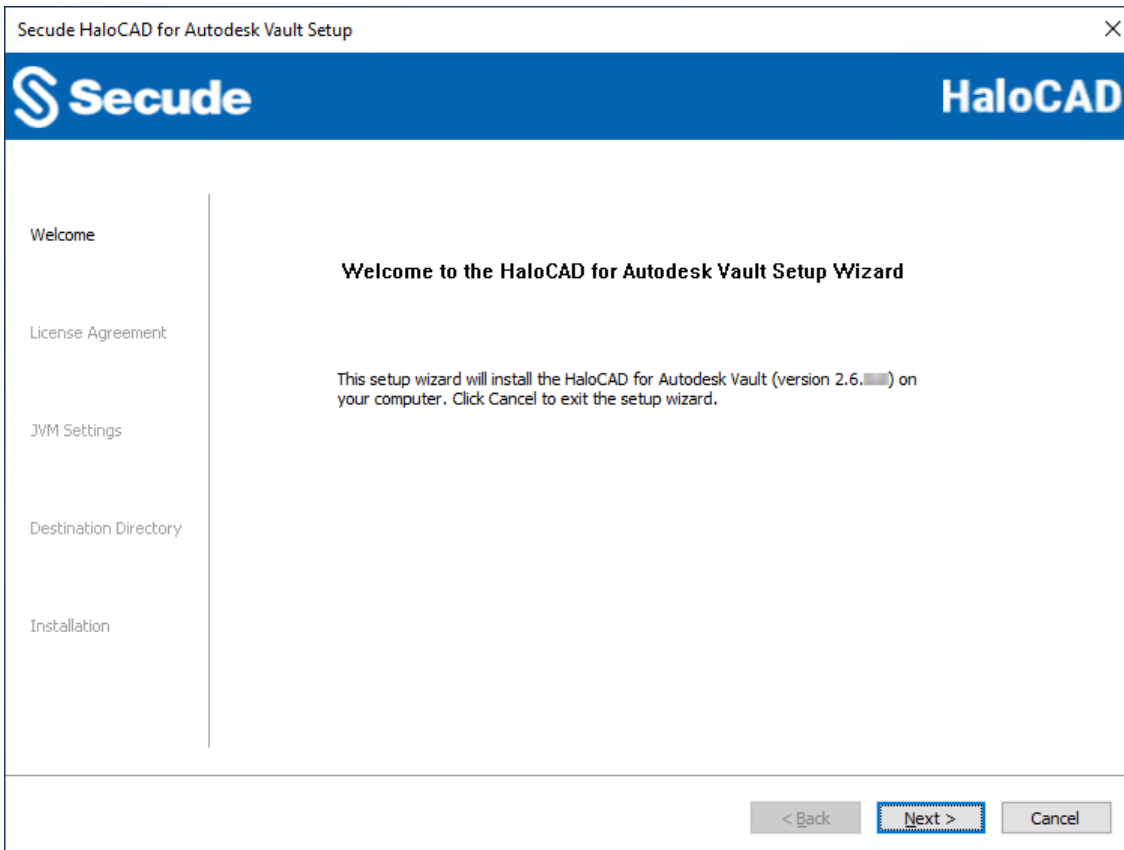 Secude HaloCAD for Autodesk Vault Setup
Secude
HaloCAD
Welcome
License Agreement
JVM Settings
Destination Directory
Installation
Welcome to the HaloCAD for Autodesk Vault Setup Wizard
This setup wizard will install the HaloCAD for Autodesk Vault (version 2.6. ) on
your computer. Click Cancel to exit the setup wizard.
< Back
Next >
Cancel